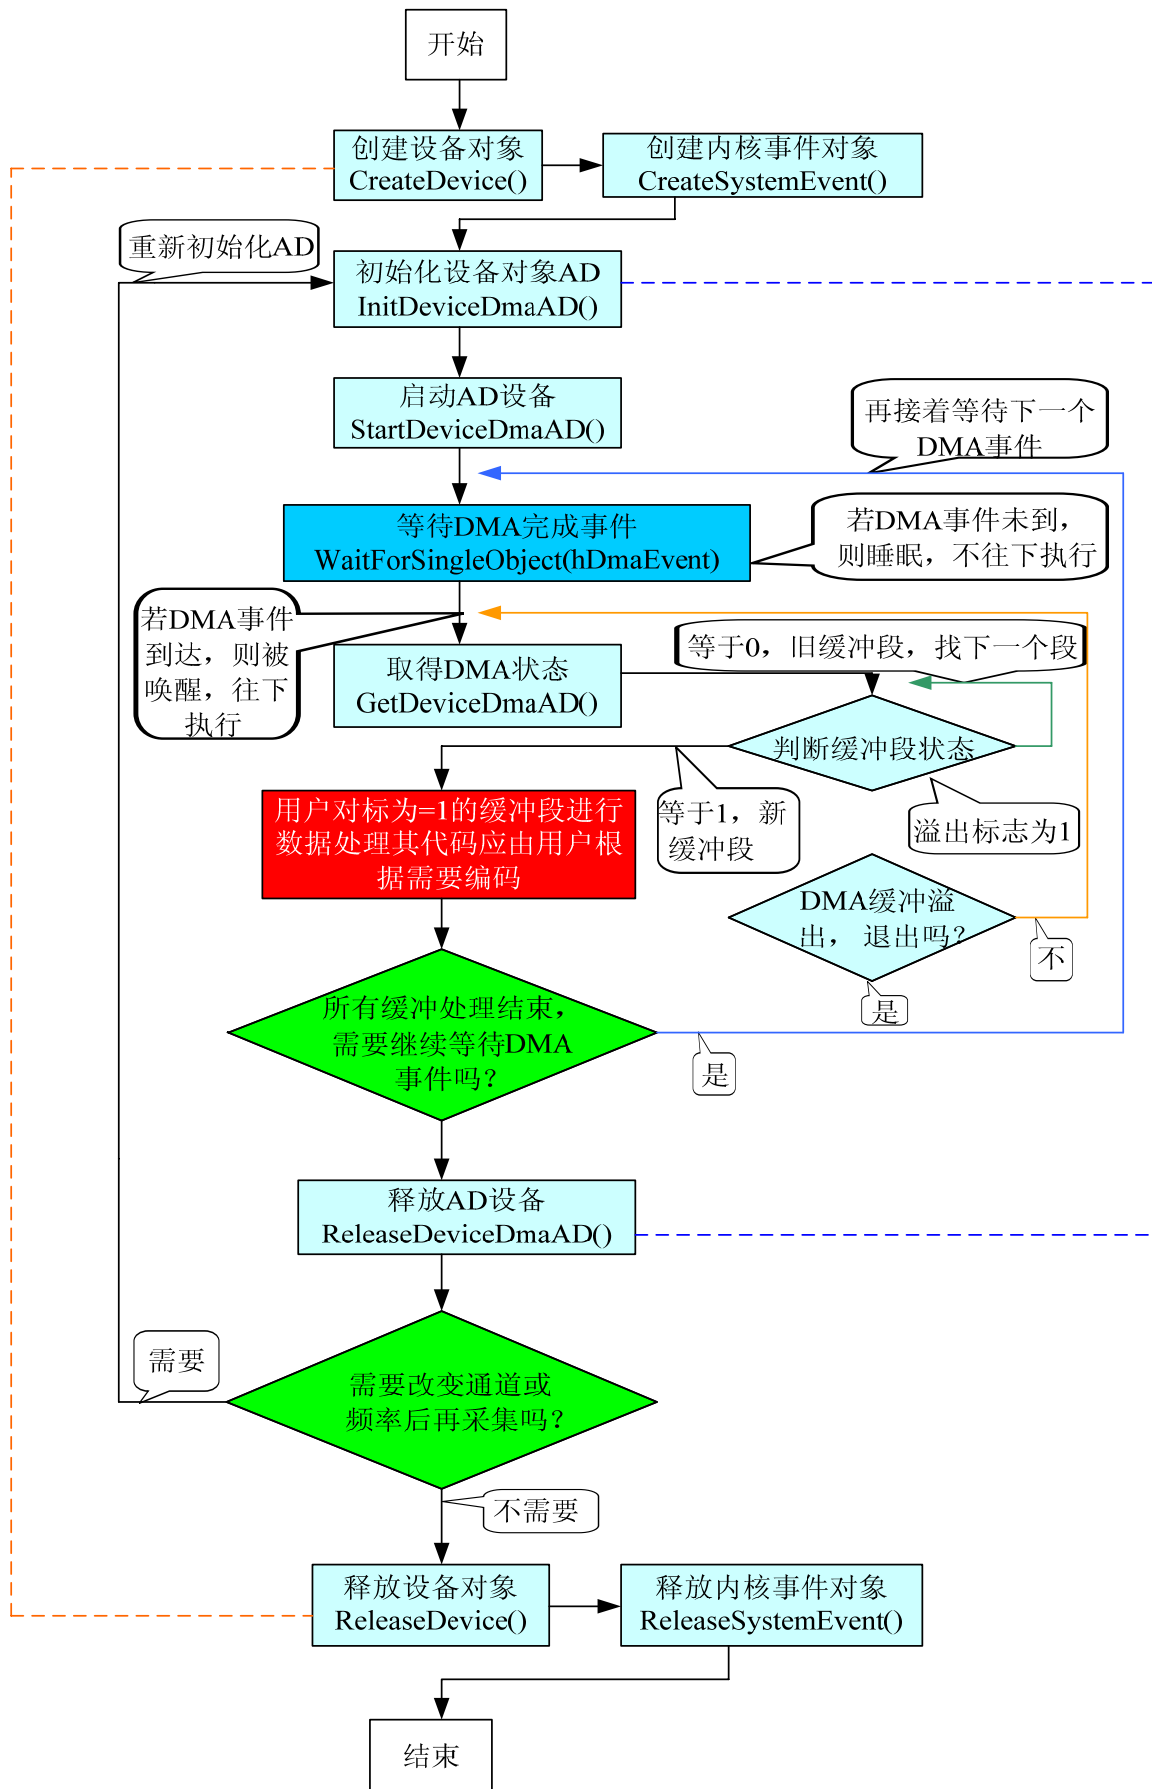 开始
创建设备对象
CreateDevice()
创建内核事件对象
CreateSystemEvent()
重新初始化AD
初始化设备对象AD
InitDeviceDmaAD()
启动AD设备
StartDeviceDmaAD()
再接着等待下一个
DMA事件
等待DMA完成事件
WaitForSingleObject(hDmaEvent)
若DMA事件未到，
则睡眠，不往下执行
若DMA事件
到达，则被
唤醒，往下
执行
取得DMA状态
GetDeviceDmaAD()
等于0，旧缓冲段，找下一个段
判断缓冲段状态
用户对标为=1的缓冲段进行
数据处理其代码应由用户根
据需要编码
等于1，新
缓冲段
溢出标志为1
DMA缓冲溢
出， 退出吗？
不
是
所有缓冲处理结束，
需要继续等待DMA
事件吗？
是
释放AD设备
ReleaseDeviceDmaAD()
需要
需要改变通道或
频率后再采集吗？
不需要
释放设备对象
ReleaseDevice()
释放内核事件对象
ReleaseSystemEvent()
结束